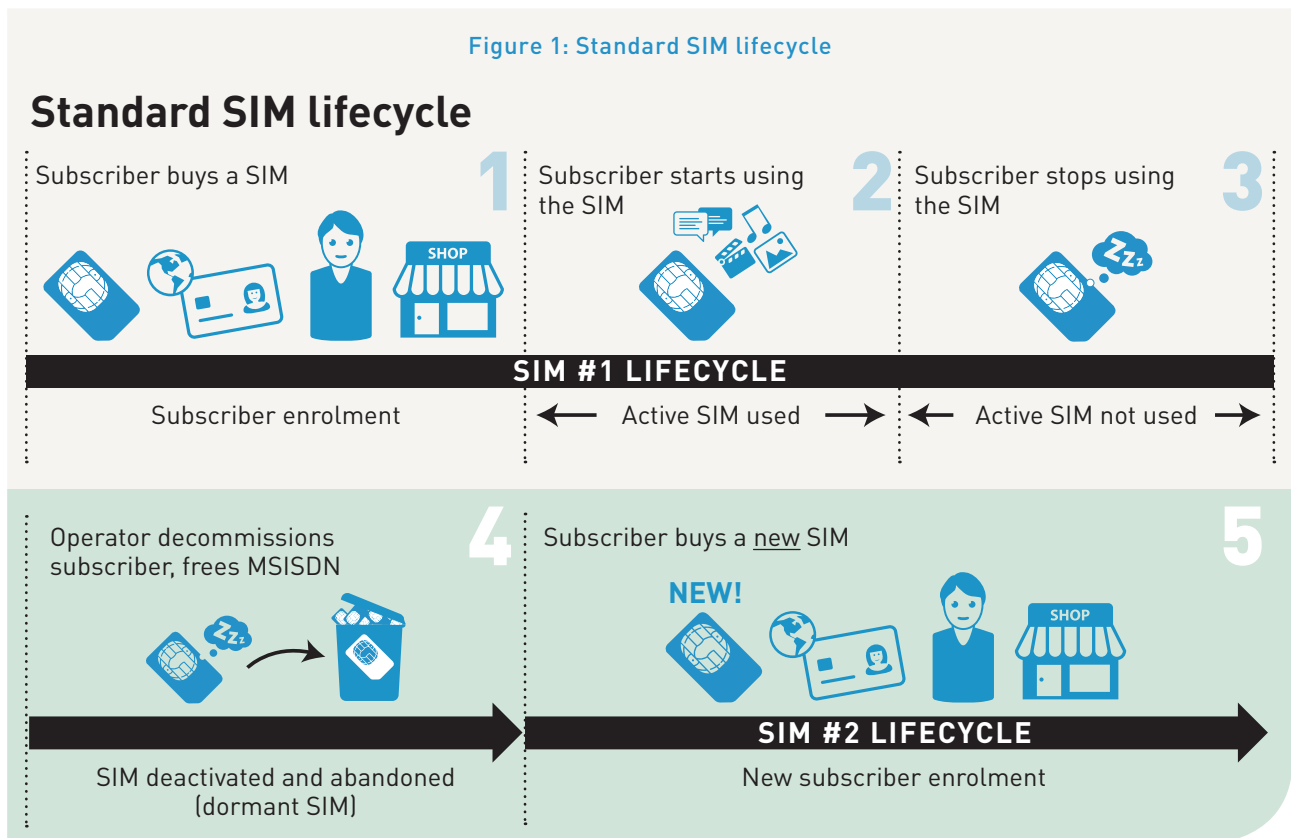 Figure 1: Standard SIM lifecycle
Standard SIM lifecycle
Subscriber buys a SIM
1
SHOP
Subscriber starts using
the SIM
2
Subscriber stops using
the SIM
3
ZZz
SIM #1 LIFECYCLE
Subscriber enrolment
Active SIM used
Active SIM not used
Operator decommissions
subscriber, frees MSISDN
4
ZZz
SIM deactivated and abandoned
(dormant SIM)
Subscriber buys a new SIM
5
NEW!
SHOP
SIM #2 LIFECYCLE
New subscriber enrolment